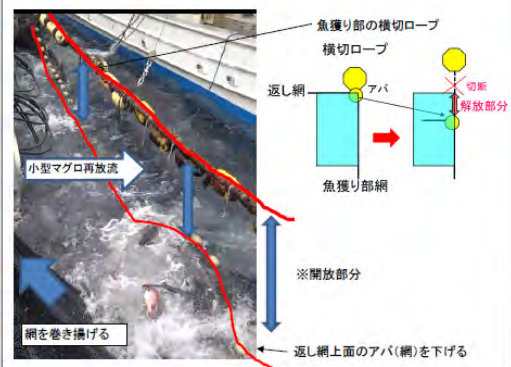 魚獲り部の横切ロープ
横切ロープ
アバ
返し網
切断
解放部分
小型マグロ再放流
魚獲り部網
※開放部分
網を巻き揚げる
返し網上面のアバ(網)を下げる